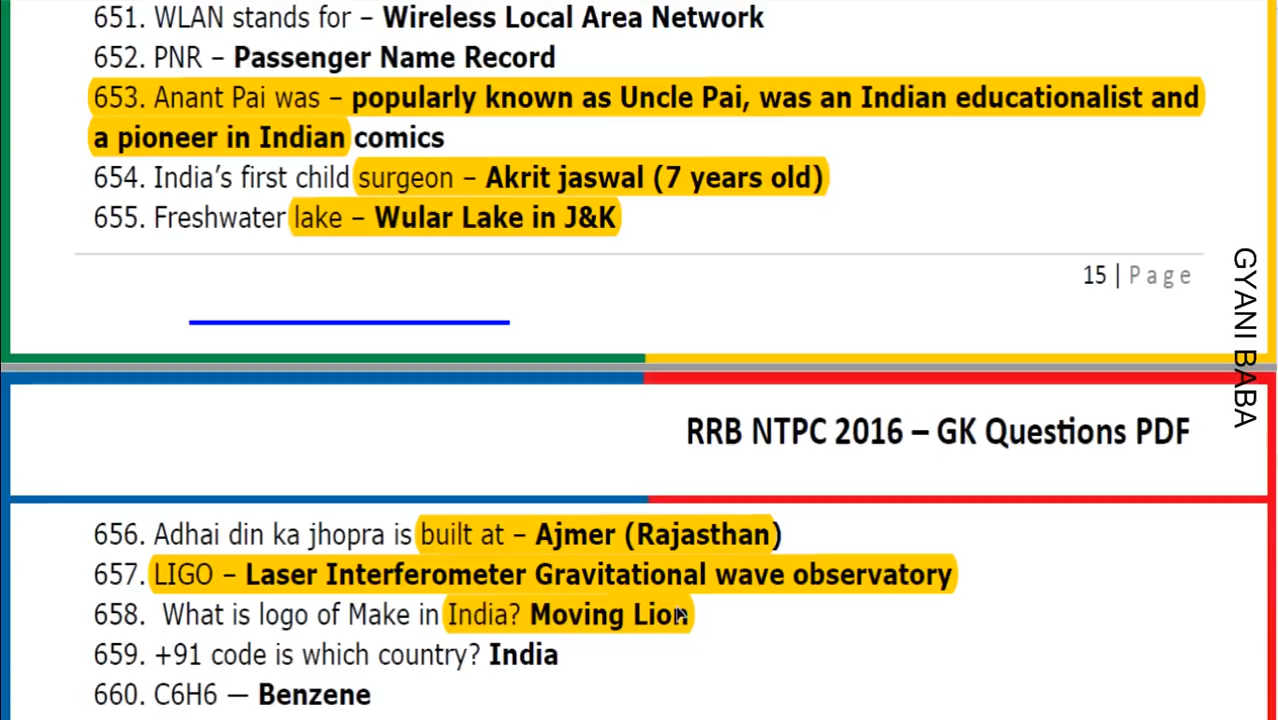 651. WLAN stands for – Wireless Local Area Network
652. PNR – Passenger Name Record
653. Anant Pai was – popularly known as Uncle Pai, was an Indian educationalist and
a pioneer in Indian comics
654. India's first child surgeon – Akrit jaswal (7 years old)
655. Freshwater lake – Wular Lake in J&K
15 | Page
GYANI BABA
RRB NTPC 2016 – GK Questions PDF
656. Adhai din ka jhopra is built at – Ajmer (Rajasthan)
657. LIGO – Laser Interferometer Gravitational wave observatory
658. What is logo of Make in India? Moving Lion
659. +91 code is which country? India
660. C6H6 — Benzene